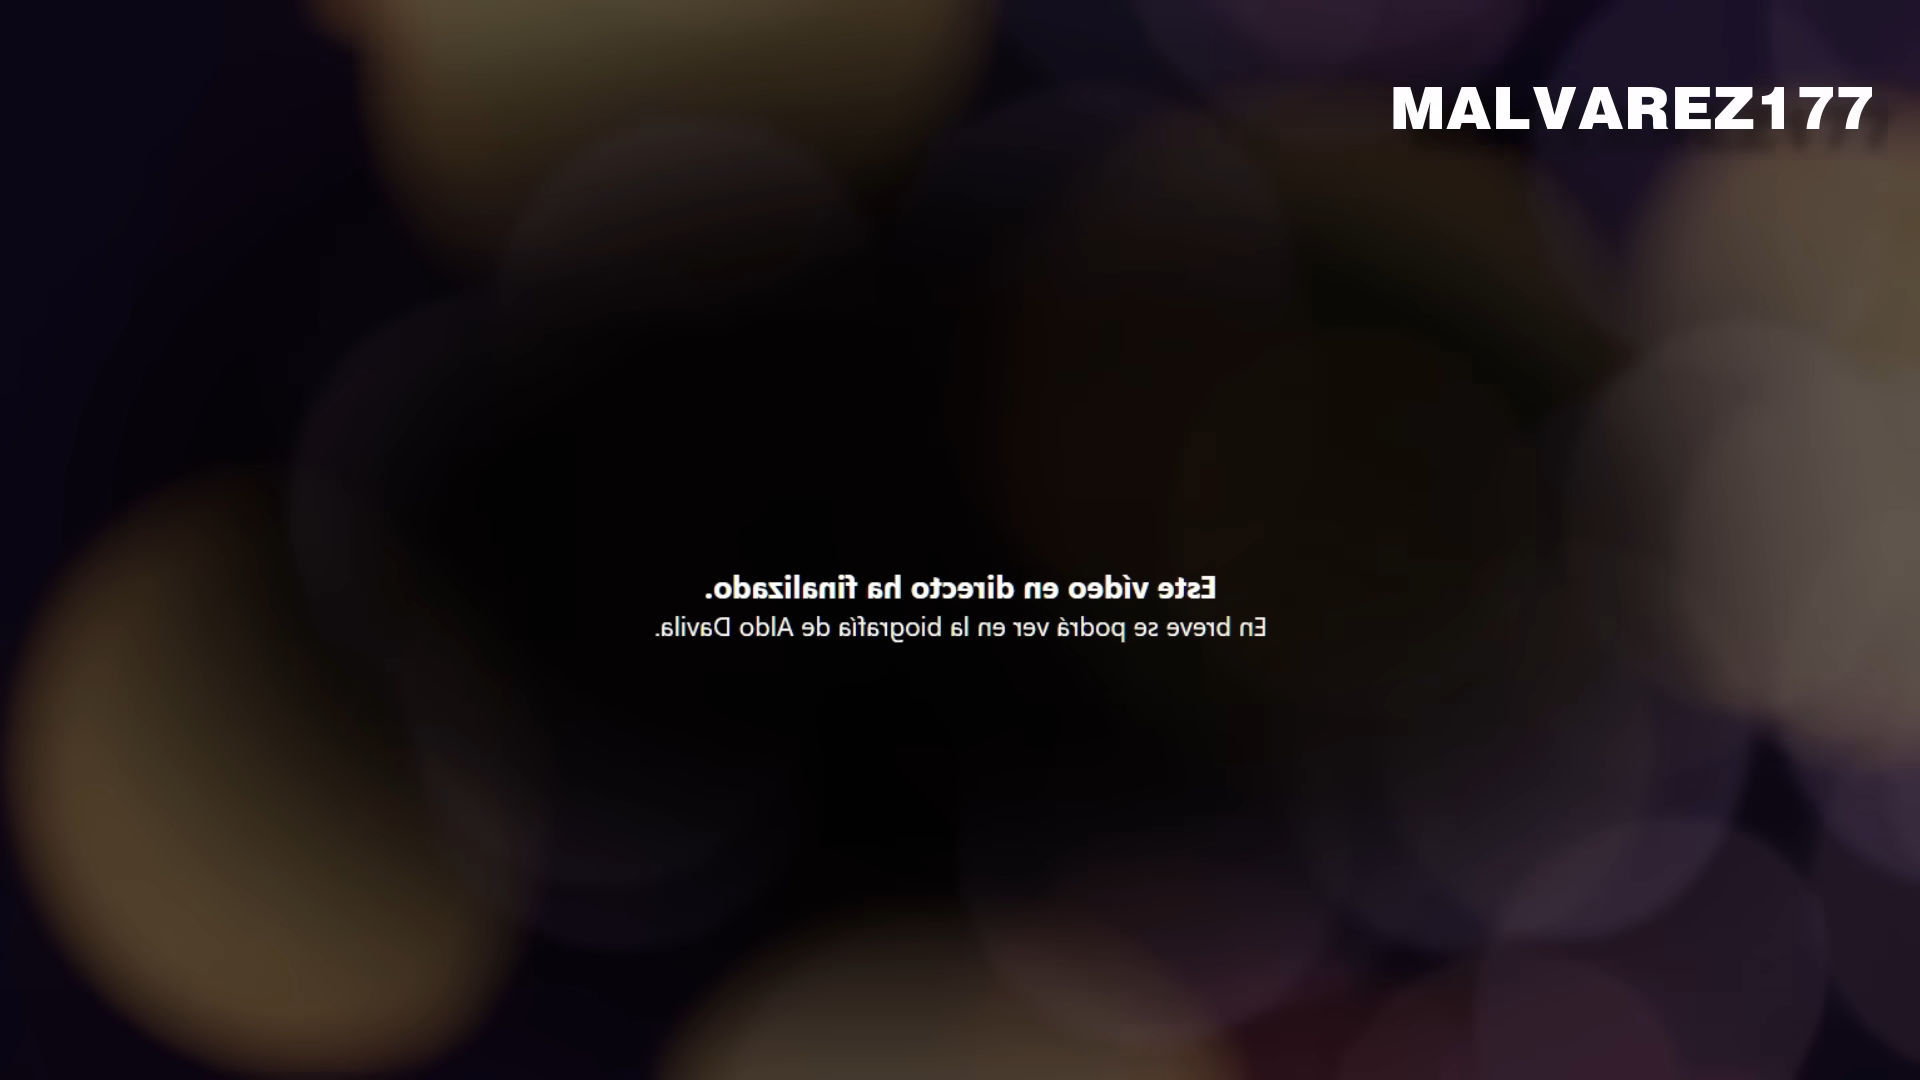 MALVAREZ177
Este vídeo en directo ha finalizado.
En breve se podrá ver en la biografía de Aldo Davila.